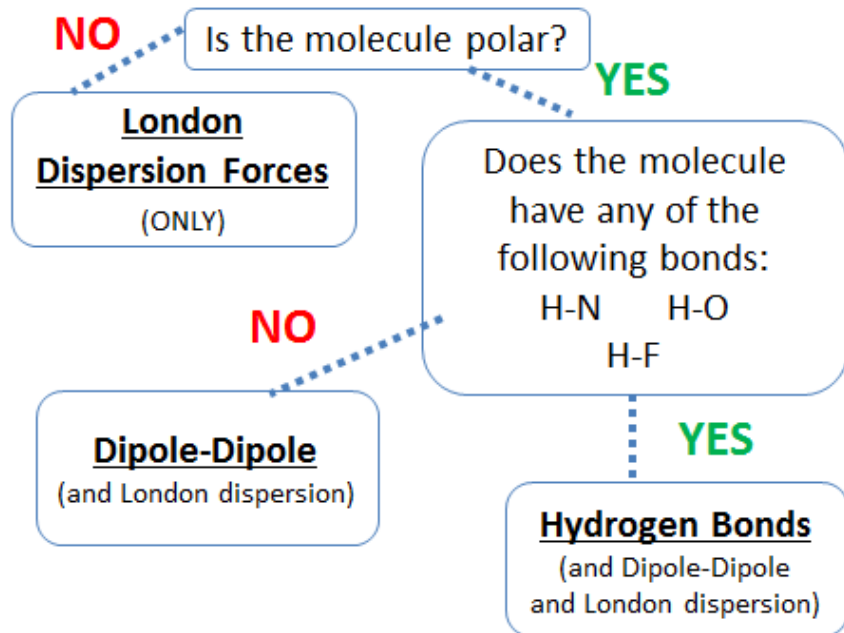 Is the molecule polar?
NO
YES
London
Dispersion Forces
(ONLY)
Does the molecule
have any of the
following bonds:
H-N H-O
H-F
NO
Dipole-Dipole
(and London dispersion)
YES
Hydrogen Bonds
(and Dipole-Dipole
and London dispersion)